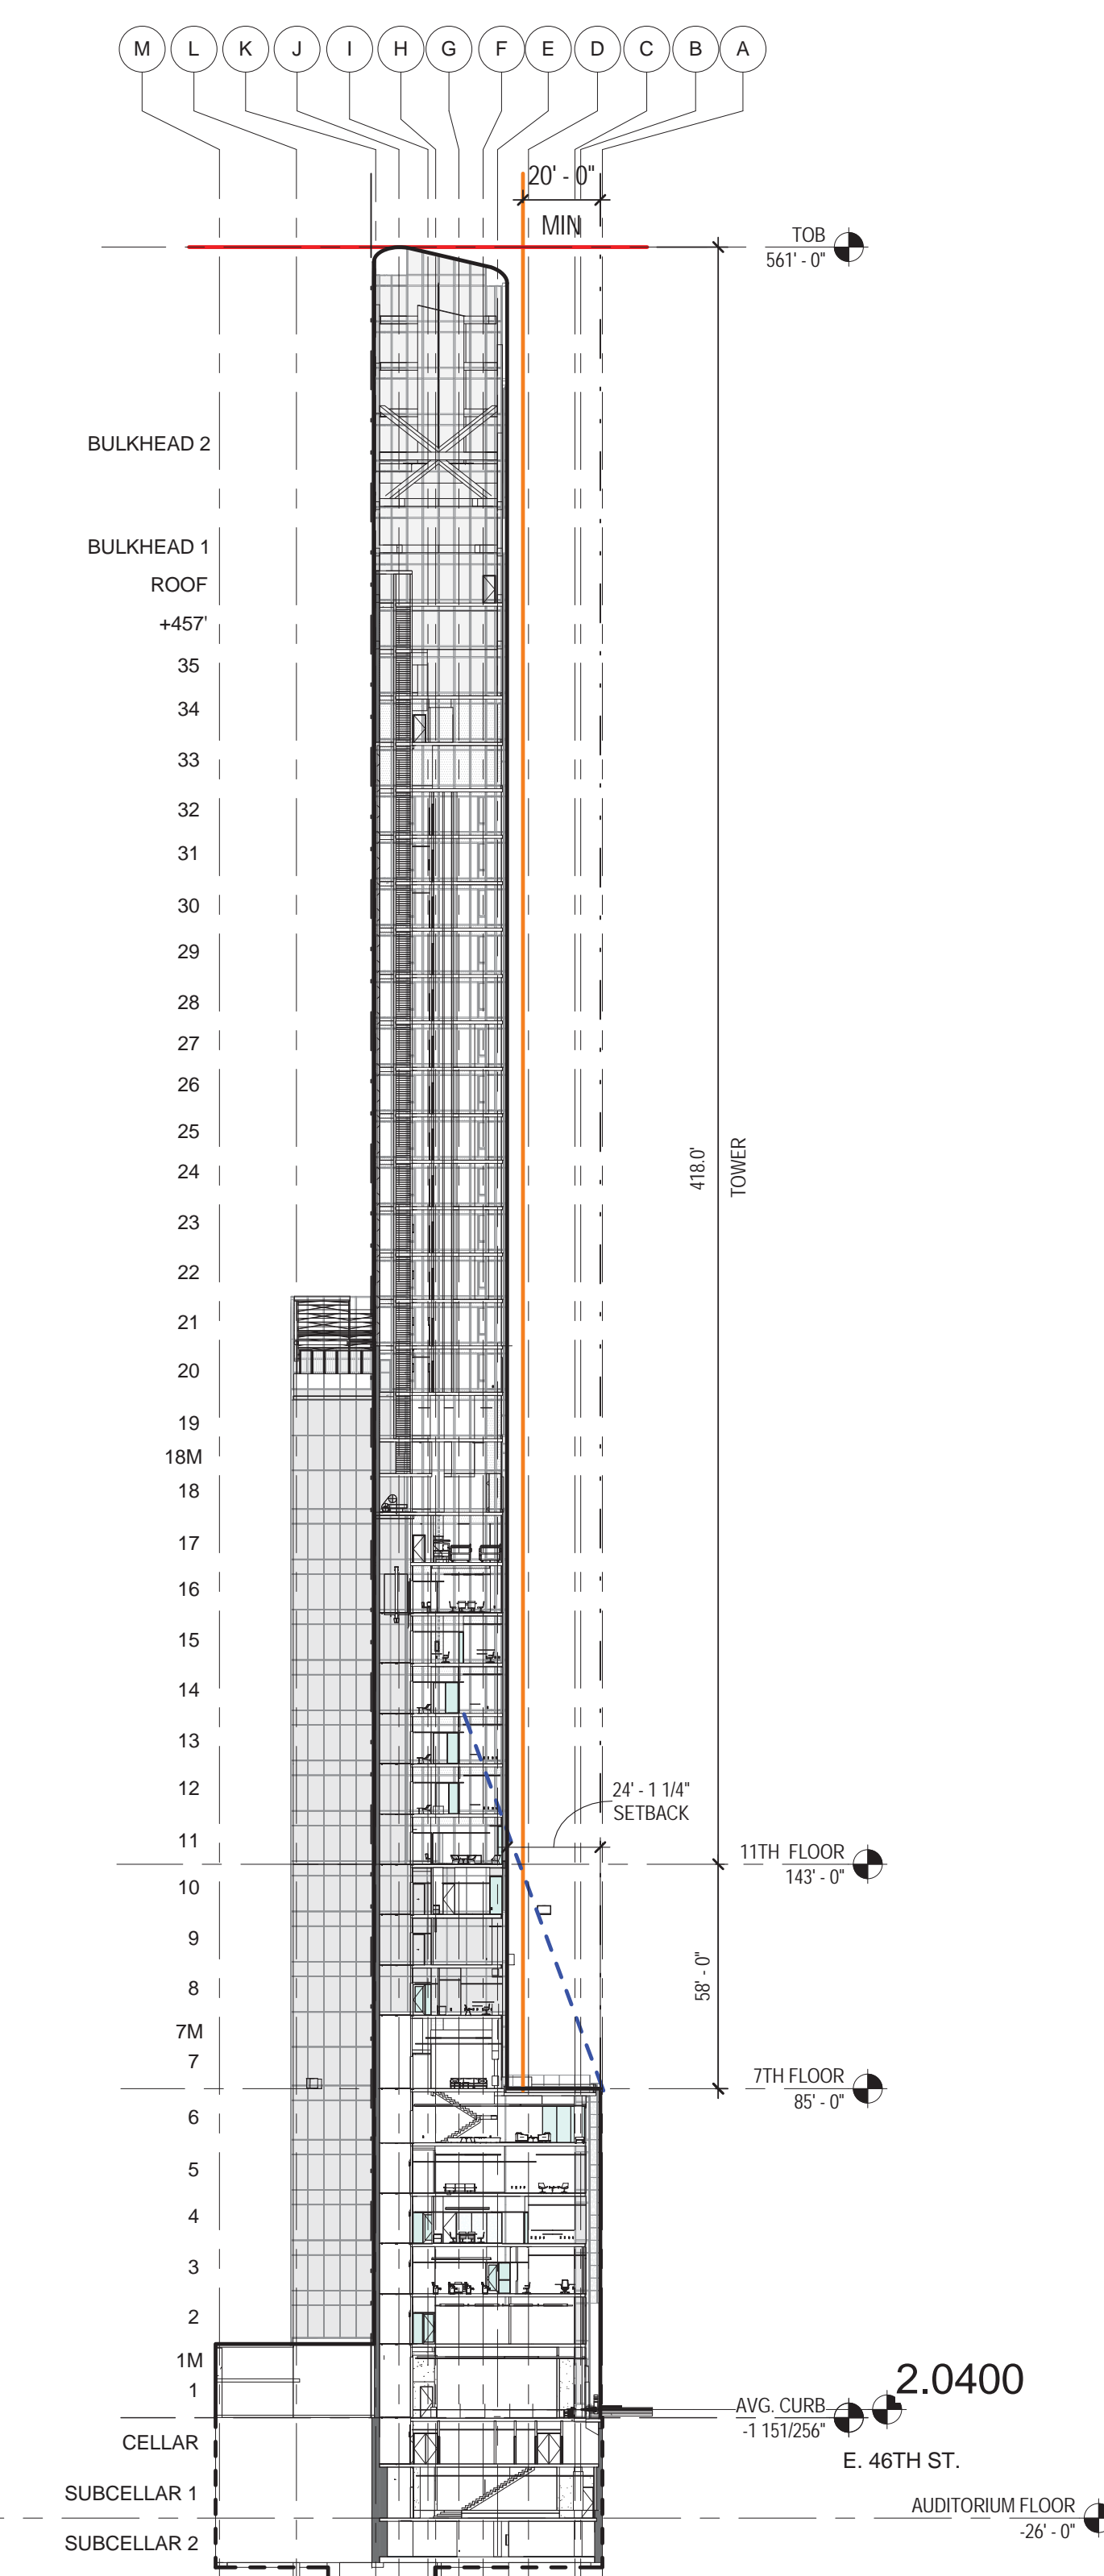 M L K J I H G F E D C B A
20' - 0"
MIN
TOB
561' - 0"
BULKHEAD 2
BULKHEAD 1
ROOF
+457'
35
34
33
32
31
30
29
28
27
26
25
24
418.0'
TOWER
23
22
21
20
19
18M
18
17
16
15
14
13
12
24' - 1 1/4"
SETBACK
11
11TH FLOOR
143' - 0"
10
9
8
58' - 0"
7M
7
7TH FLOOR
85' - 0"
6
5
4
3
2
1M
1
2.0400
AVG. CURB
-1 151/256"
CELLAR
E. 46TH ST.
SUBCELLAR 1
AUDITORIUM FLOOR
-26' - 0"
SUBCELLAR 2